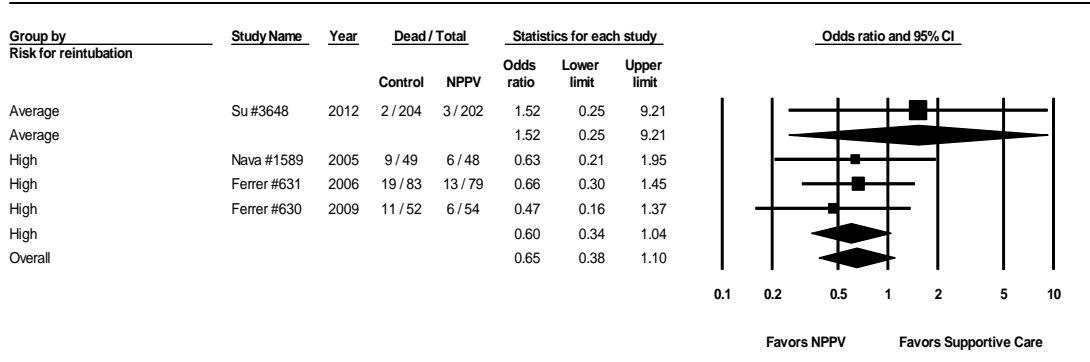 Group by Study Name Year Dead / Total Statistics for each study Odds ratio and 95% CI
Risk for reintubation
Odds Lower Upper
Control NPPV ratio limit limit
Average Su #3648 2012 2 / 204 3 / 202 1.52 0.25 9.21
Average 1.52 0.25 9.21
High Nava #1589 2005 9 / 49 6 / 48 0.63 0.21 1.95
High Ferrer #631 2006 19 / 83 13 / 79 0.66 0.30 1.45
High Ferrer #630 2009 11 / 52 6 / 54 0.47 0.16 1.37
High 0.60 0.34 1.04
Overall 0.65 0.38 1.10
0.1 0.2 0.5 1 2 5 10
Favors NPPV Favors Supportive Care